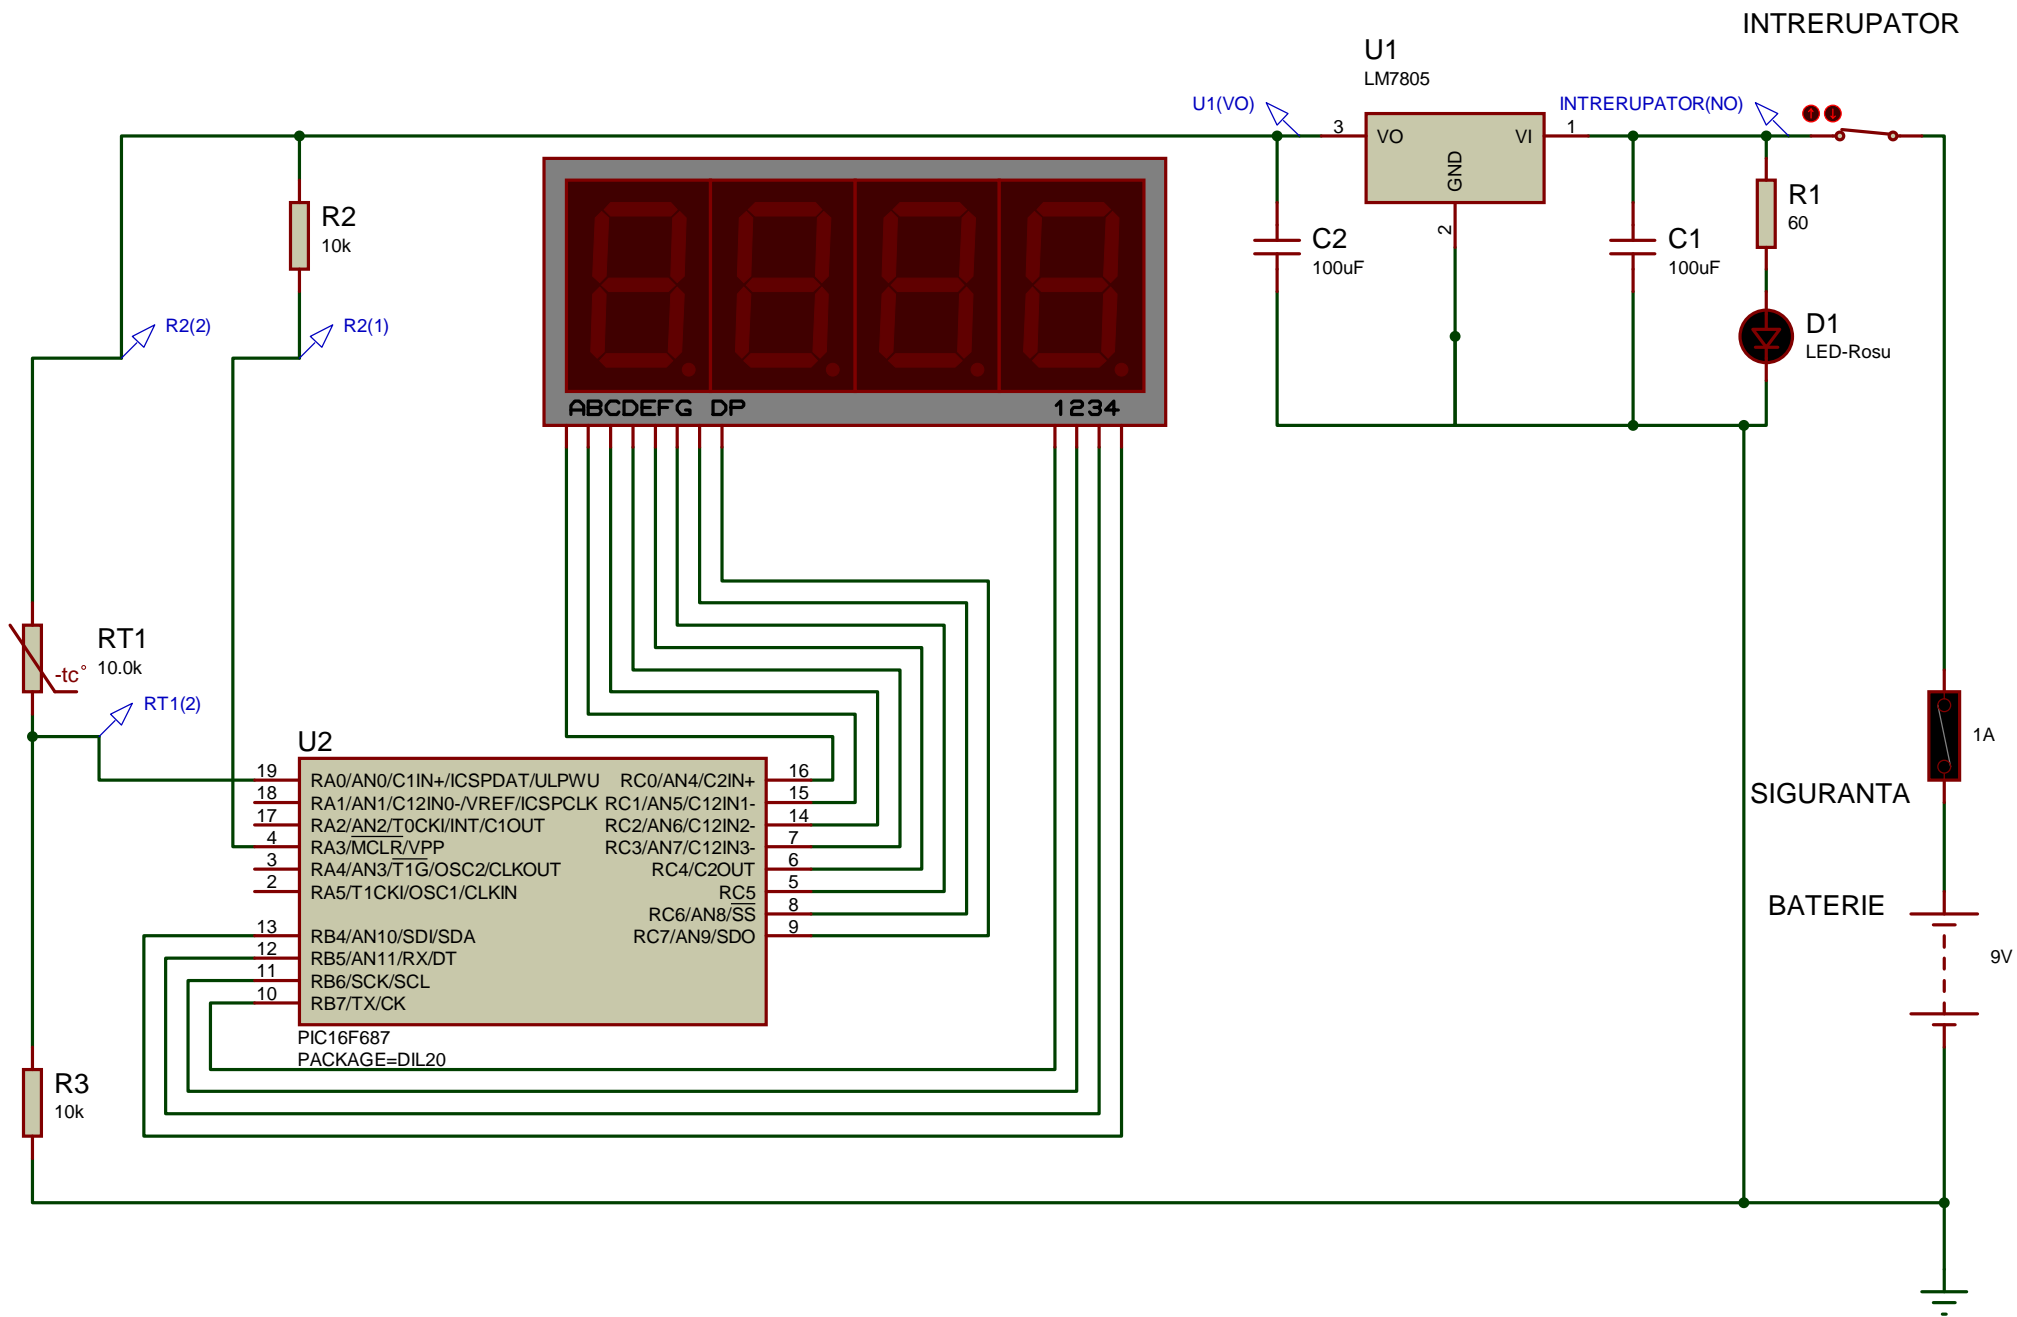 INTRERUPATOR
U1
LM7805
U1(VO)
INTRERUPATOR(NO)
3
VO
VI
1
GND
2
R2
10k
C2
100uF
C1
100uF
R1
60
D1
LED-Rosu
R2(2)
R2(1)
ABCDEFG DP
1234
RT1
10.0k
-tc°
RT1(2)
1A
SIGURANTA
BATERIE
9V
U2
19
RA0/AN0/C1IN+/ICSPDAT/ULPWU
RC0/AN4/C2IN+
16
18
RA1/AN1/C12IN0-/VREF/ICSPCLK
RC1/AN5/C12IN1-
15
17
RA2/AN2/T0CKI/INT/C1OUT
RC2/AN6/C12IN2-
14
4
RA3/MCLR/VPP
RC3/AN7/C12IN3-
7
3
RA4/AN3/T1G/OSC2/CLKOUT
RC4/C2OUT
6
2
RA5/T1CKI/OSC1/CLKIN
RC5
5
RC6/AN8/SS
8
13
RB4/AN10/SDI/SDA
RC7/AN9/SDO
9
12
RB5/AN11/RX/DT
11
RB6/SCK/SCL
10
RB7/TX/CK
PIC16F687
PACKAGE=DIL20
R3
10k